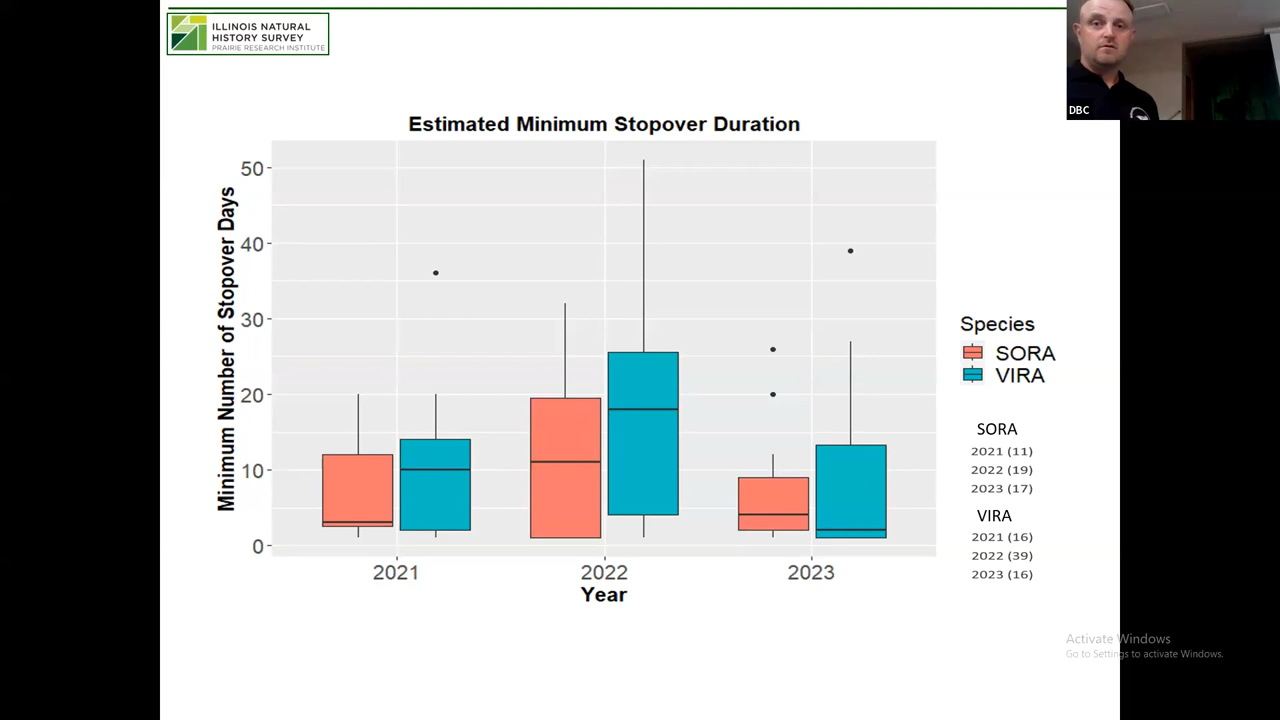 ILLINOIS NATURAL
HISTORY SURVEY
PRAIRIE RESEARCH INSTITUTE
DBC
Estimated Minimum Stopover Duration
Minimum Number of Stopover Days
50
40
30
20
10
0
2021 2022 2023
Year
Species
SORA
VIRA
SORA
2021 (11)
2022 (19)
2023 (17)
VIRA
2021 (16)
2022 (39)
2023 (16)
Activate Windows
Go to Settings to activate Windows.